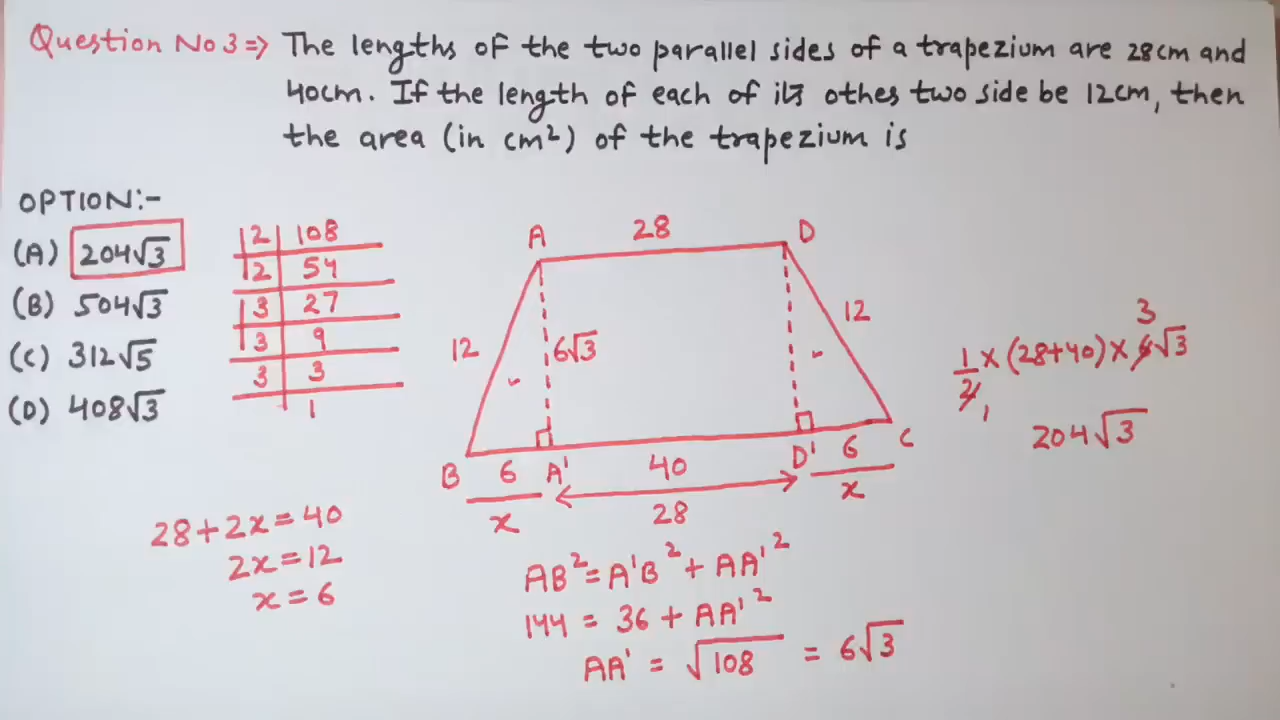 Question No 3 => The lengths of the two parallel sides of a trapezium are 28cm and
40cm. If the length of each of its othes two side be 12cm, then
the area (in cm²) of the trapezium is
OPTION:-
(A) 204√3
(B) 504√3
(C) 312√5
(D) 408√3
2 | 108
2 | 54
3 | 27
3 | 9
3 | 3
1
A 28 D
12 6√3 12
B 6 A' 40 D' 6 C
x 28 x
28+2x=40
2x=12
x=6
AB²=A'B²+AA'²
144 = 36 + AA'²
AA' = √108 = 6√3
3
1/2 × (28+40) × 6√3
1
204√3